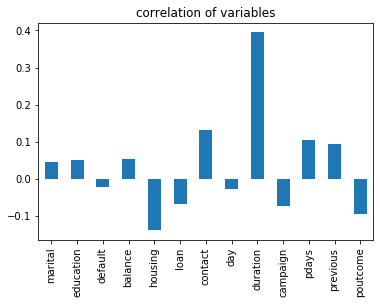 correlation of variables
0.4
0.3
0.2
0.1
0.0
−0.1
marital
education
default
balance
housing
loan
contact
day
duration
campaign
pdays
previous
poutcome